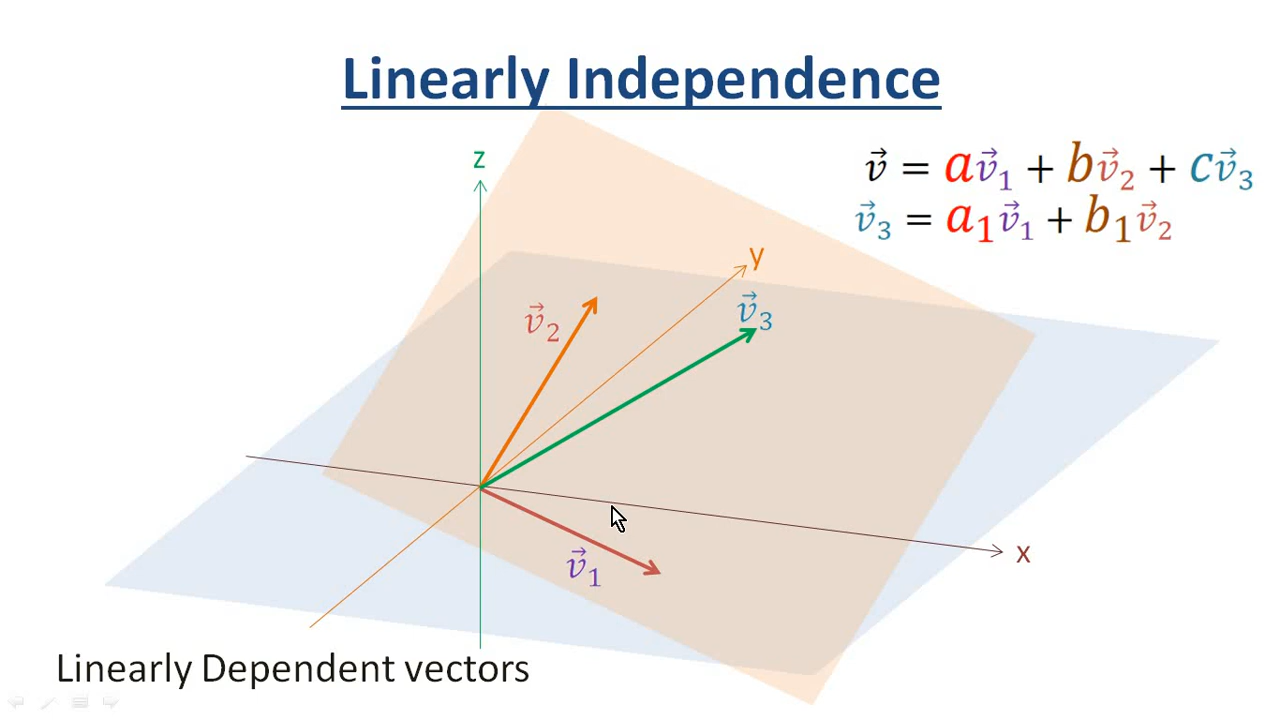 Linearly Independence
z
v⃗ = av⃗₁ + bv⃗₂ + cv⃗₃
v⃗₃ = a₁v⃗₁ + b₁v⃗₂
y
v⃗₂
v⃗₃
x
v⃗₁
Linearly Dependent vectors